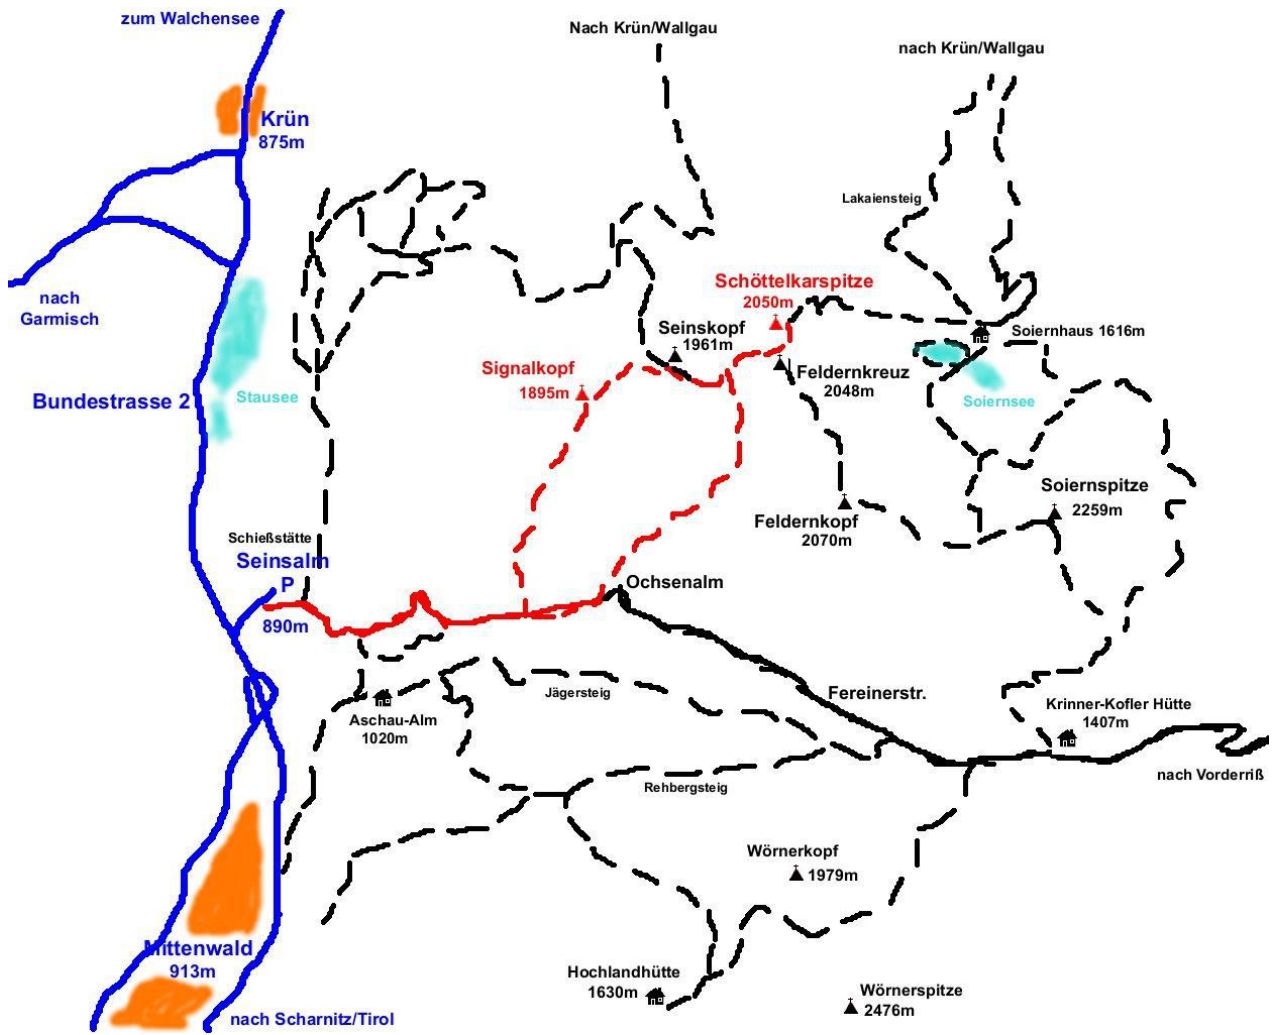 zum Walchensee
Nach Krün/Wallgau
nach Krün/Wallgau
Krün
875m
Lakaiensteig
nach
Garmisch
Schöttelkarspitze
2050m
Seinskopf
1961m
Soiernhaus 1616m
Signalkopf
1895m
Feldernkreuz
2048m
Bundestrasse 2
Stausee
Soiernsee
Soiernspitze
2259m
Feldernkopf
2070m
Schießstätte
Seinsalm
P
890m
Ochsenalm
Jägersteig
Fereinerstr.
Aschau-Alm
1020m
Krinner-Kofler Hütte
1407m
nach Vorderriß
Rehbergsteig
Wörnerkopf
1979m
Mittenwald
913m
Hochlandhütte
1630m
Wörnerspitze
2476m
nach Scharnitz/Tirol